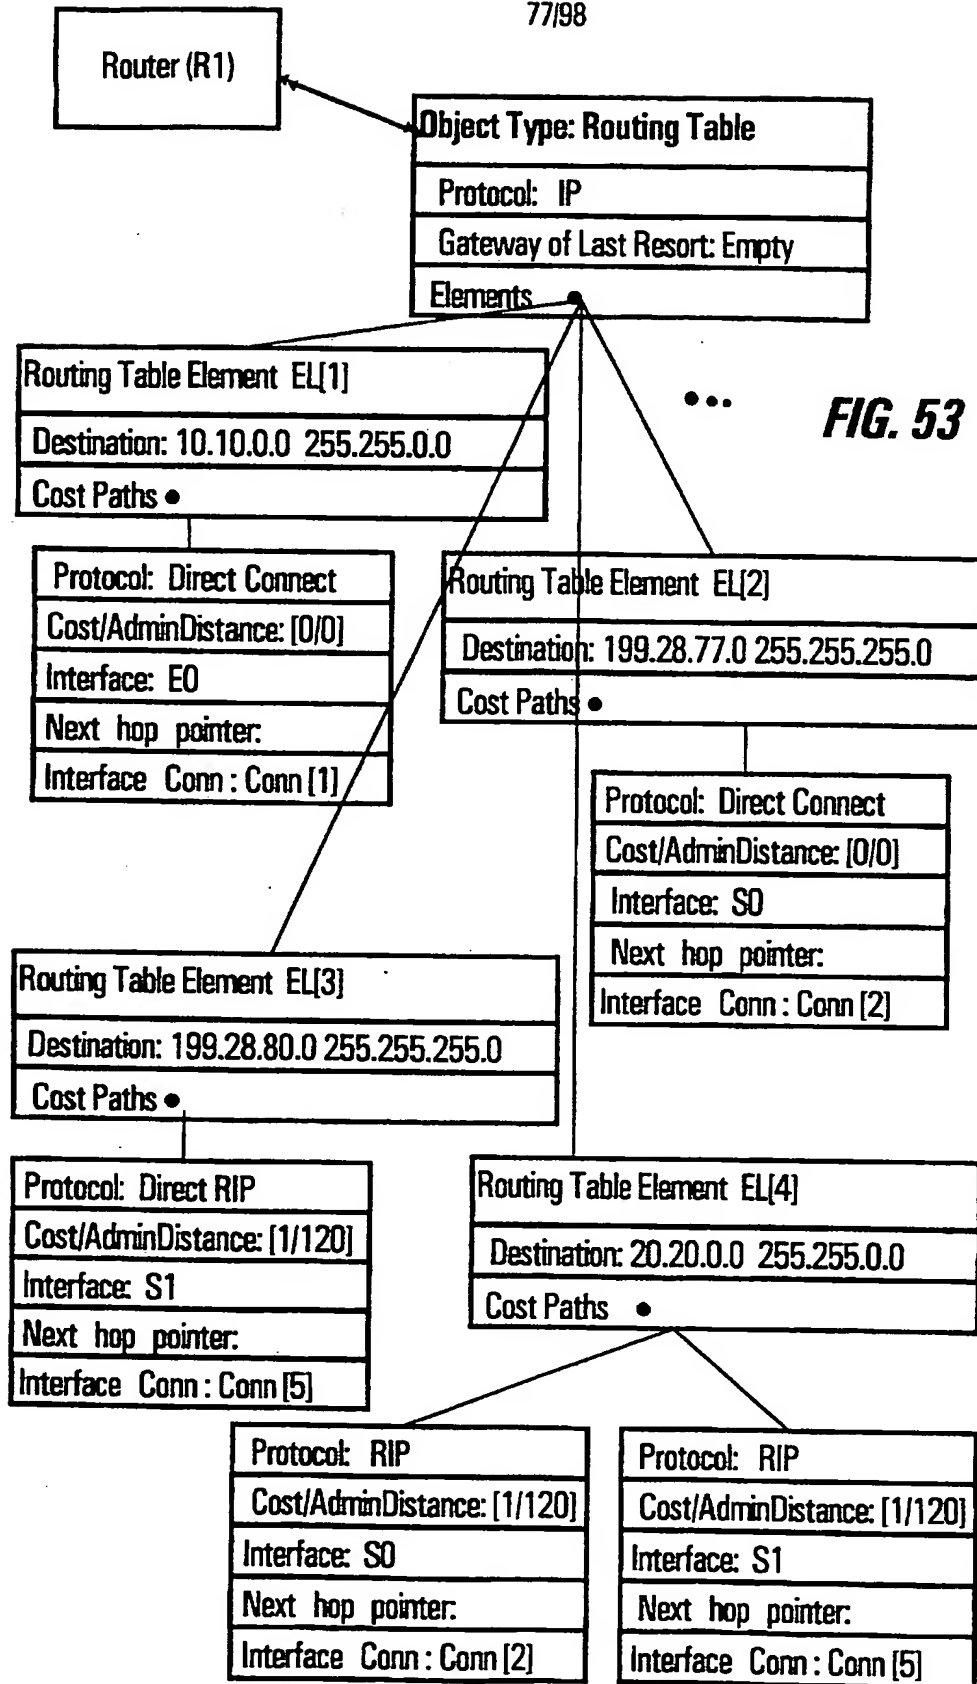 77/98
Router (R1)
Object Type: Routing Table
Protocol: IP
Gateway of Last Resort: Empty
Elements
FIG. 53
Routing Table Element EL[1]
Destination: 10.10.0.0 255.255.0.0
Cost Paths
Protocol: Direct Connect
Cost/AdminDistance: [0/0]
Interface: E0
Next hop pointer:
Interface Conn : Conn [1]
Routing Table Element EL[2]
Destination: 199.28.77.0 255.255.255.0
Cost Paths
Protocol: Direct Connect
Cost/AdminDistance: [0/0]
Interface: S0
Next hop pointer:
Interface Conn : Conn [2]
Routing Table Element EL[3]
Destination: 199.28.80.0 255.255.255.0
Cost Paths
Protocol: Direct RIP
Cost/AdminDistance: [1/120]
Interface: S1
Next hop pointer:
Interface Conn : Conn [5]
Routing Table Element EL[4]
Destination: 20.20.0.0 255.255.0.0
Cost Paths
Protocol: RIP
Cost/AdminDistance: [1/120]
Interface: S0
Next hop pointer:
Interface Conn : Conn [2]
Protocol: RIP
Cost/AdminDistance: [1/120]
Interface: S1
Next hop pointer:
Interface Conn : Conn [5]